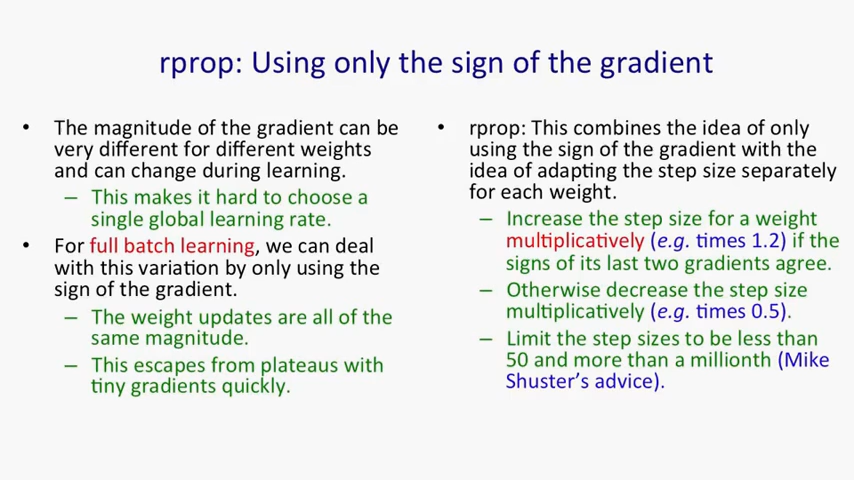 rprop: Using only the sign of the gradient
• The magnitude of the gradient can be
very different for different weights
and can change during learning.
– This makes it hard to choose a
single global learning rate.
• For full batch learning, we can deal
with this variation by only using the
sign of the gradient.
– The weight updates are all of the
same magnitude.
– This escapes from plateaus with
tiny gradients quickly.
• rprop: This combines the idea of only
using the sign of the gradient with the
idea of adapting the step size separately
for each weight.
– Increase the step size for a weight
multiplicatively (e.g. times 1.2) if the
signs of its last two gradients agree.
– Otherwise decrease the step size
multiplicatively (e.g. times 0.5).
– Limit the step sizes to be less than
50 and more than a millionth (Mike
Shuster's advice).